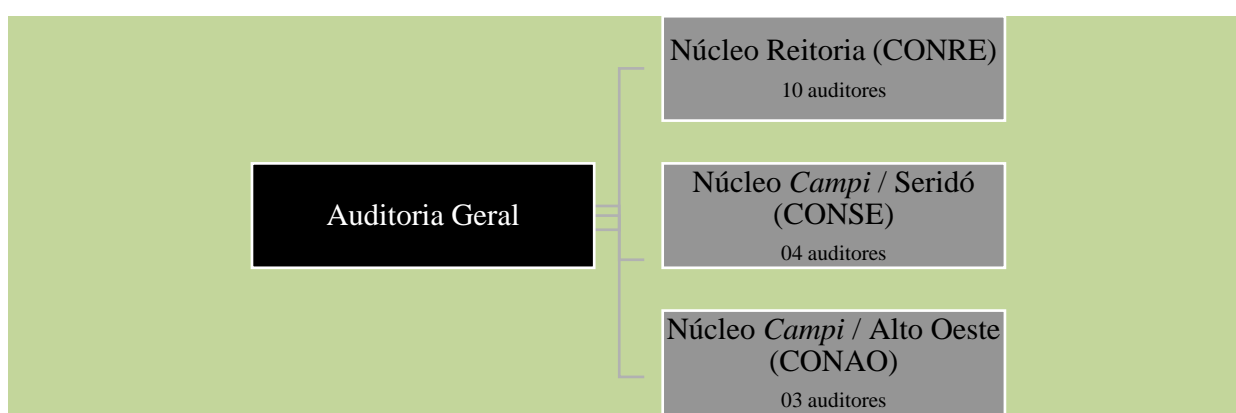 Núcleo Reitoria (CONRE)
10 auditores
Auditoria Geral
Núcleo Campi / Seridó
(CONSE)
04 auditores
Núcleo Campi / Alto Oeste
(CONAO)
03 auditores